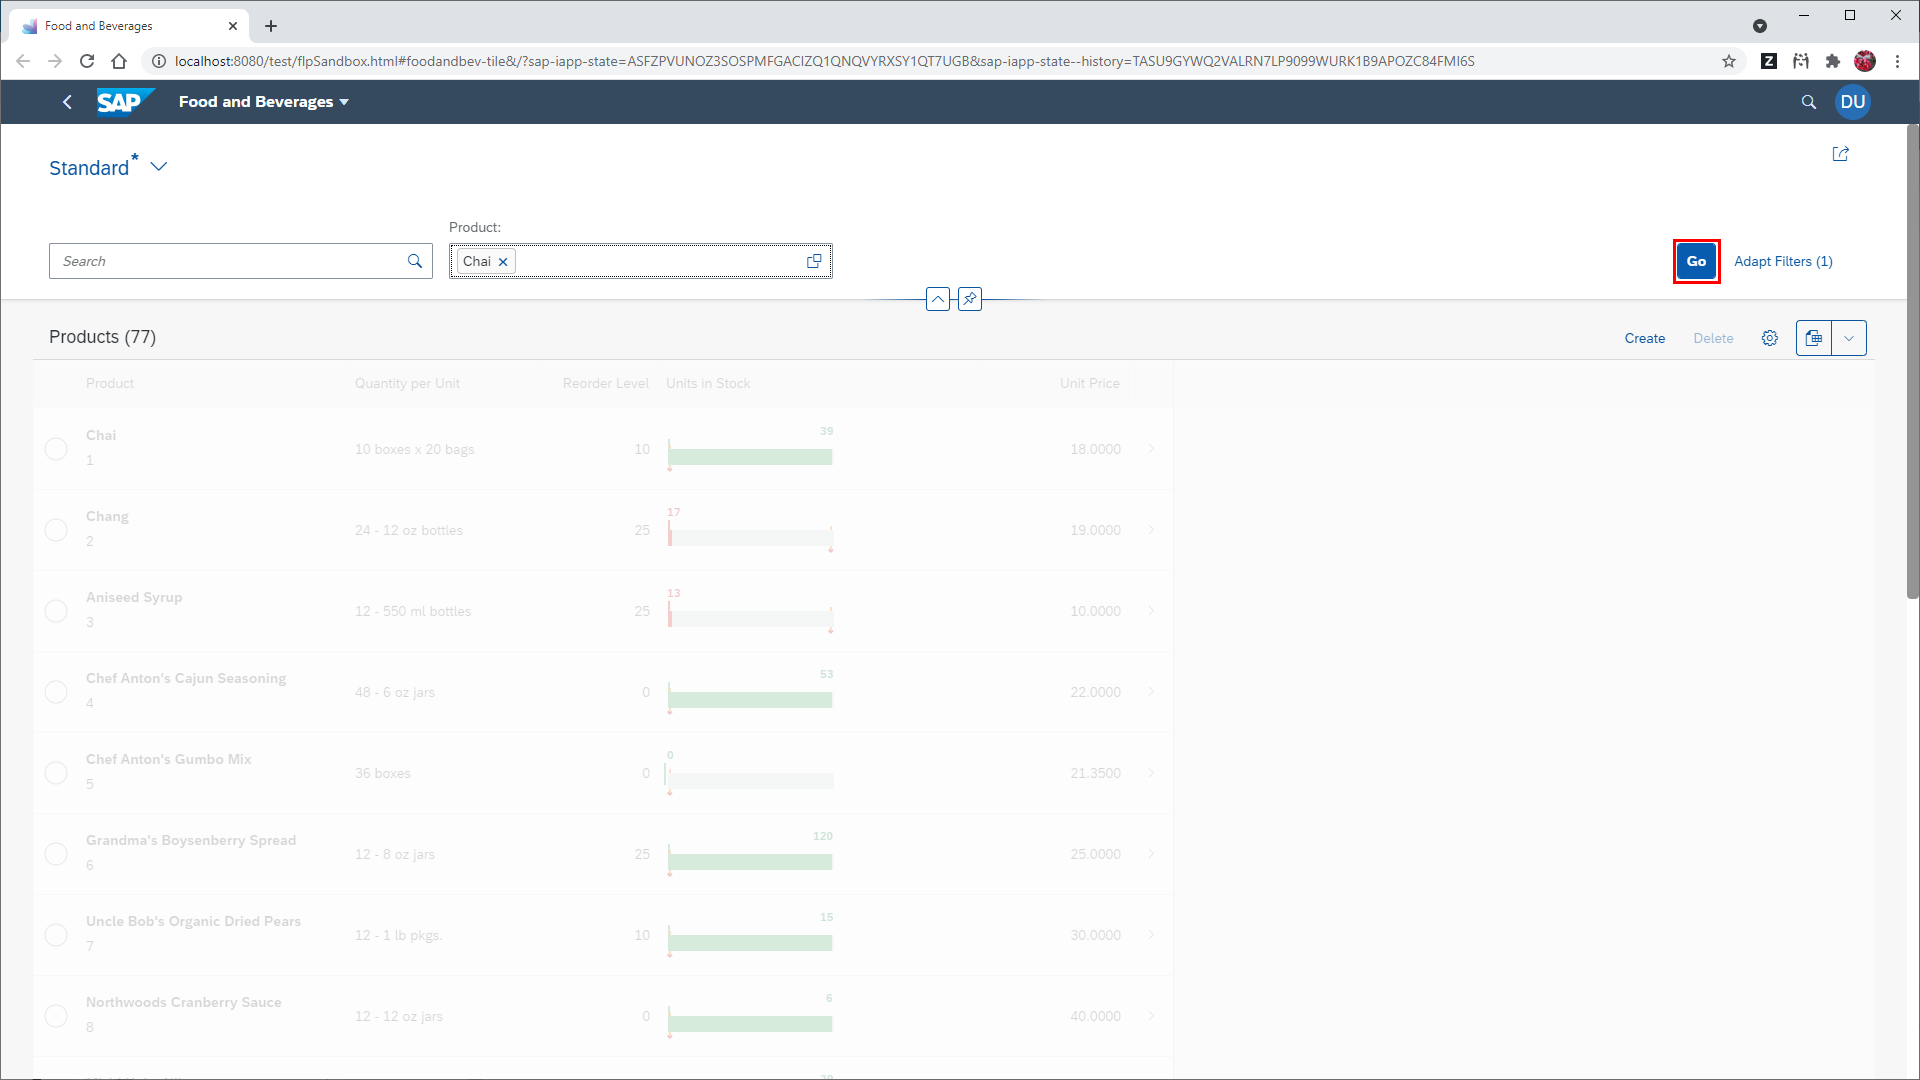 Food and Beverages
localhost:8080/test/flpSandbox.html#foodandbev-tile&/?sap-iapp-state=ASFZPVUNOZ3SOSPMFGACIZQ1QNQVYRXSY1QT7UGB&sap-iapp-state--history=TASU9GYWQ2VALRN7LP9099WURK1B9APOZC84FMI6S
Z
SAP Food and Beverages DU
Standard*
Product:
Search Chai Go Adapt Filters (1)
Products (77) Create Delete
Product Quantity per Unit Reorder Level Units in Stock Unit Price
Chai
1
10 boxes x 20 bags 10 39 18.0000
Chang
2
24 - 12 oz bottles 25 17 19.0000
Aniseed Syrup
3
12 - 550 ml bottles 25 13 10.0000
Chef Anton's Cajun Seasoning
4
48 - 6 oz jars 0 53 22.0000
Chef Anton's Gumbo Mix
5
36 boxes 0 0 21.3500
Grandma's Boysenberry Spread
6
12 - 8 oz jars 25 120 25.0000
Uncle Bob's Organic Dried Pears
7
12 - 1 lb pkgs. 10 15 30.0000
Northwoods Cranberry Sauce
8
12 - 12 oz jars 0 6 40.0000